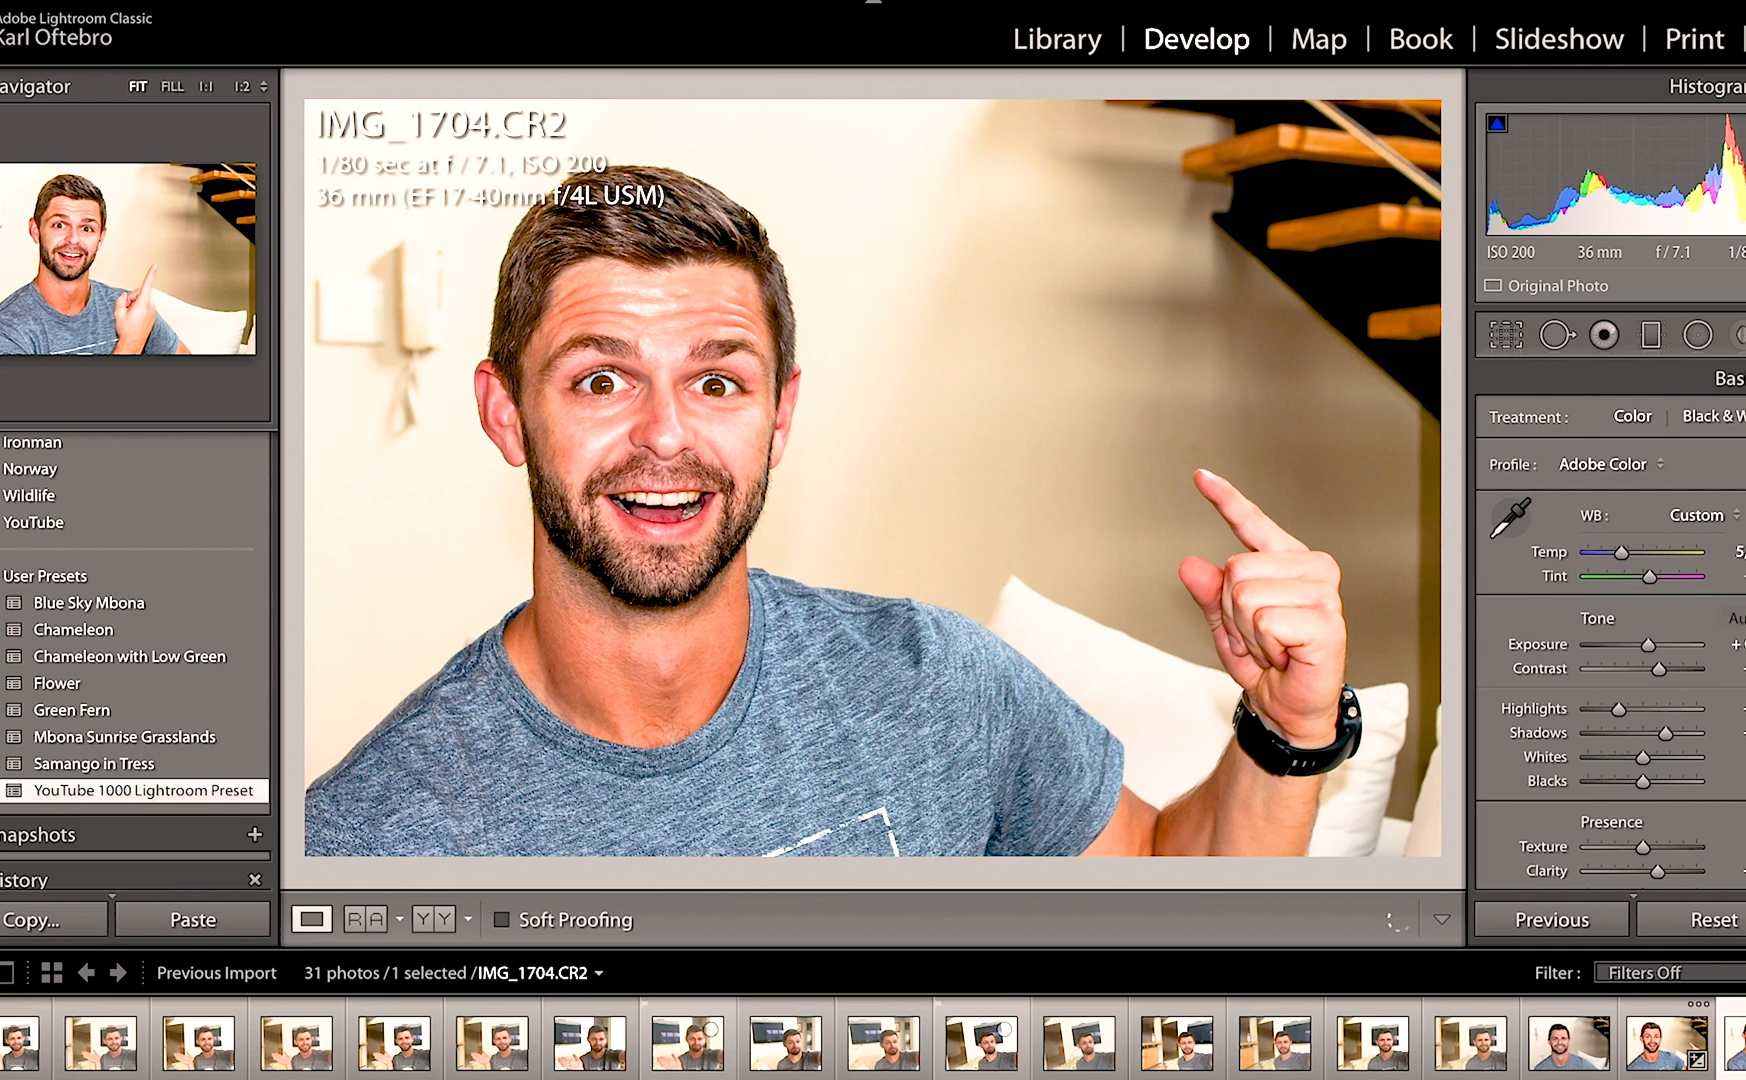 Adobe Lightroom Classic
Karl Oftebro
Library | Develop | Map | Book | Slideshow | Print |
avigator FIT FILL 1:1 1:2
Histogra
IMG_1704.CR2
1/80 sec at f / 7.1, ISO 200
36 mm (EF17-40mm f/4L USM)
ISO 200 36 mm f / 7.1 1/8
Original Photo
Bas
Treatment : Color | Black & W
Profile : Adobe Color
WB : Custom
Temp 5,
Tint
Tone Au
Exposure +
Contrast
Highlights
Shadows
Whites
Blacks
Presence
Texture
Clarity
Ironman
Norway
Wildlife
YouTube
User Presets
Blue Sky Mbona
Chameleon
Chameleon with Low Green
Flower
Green Fern
Mbona Sunrise Grasslands
Samango in Tress
YouTube 1000 Lightroom Preset
napshots +
istory ×
Copy... Paste
R A Y Y Soft Proofing
Previous Reset
Previous Import 31 photos / 1 selected / IMG_1704.CR2
Filter : Filters Off